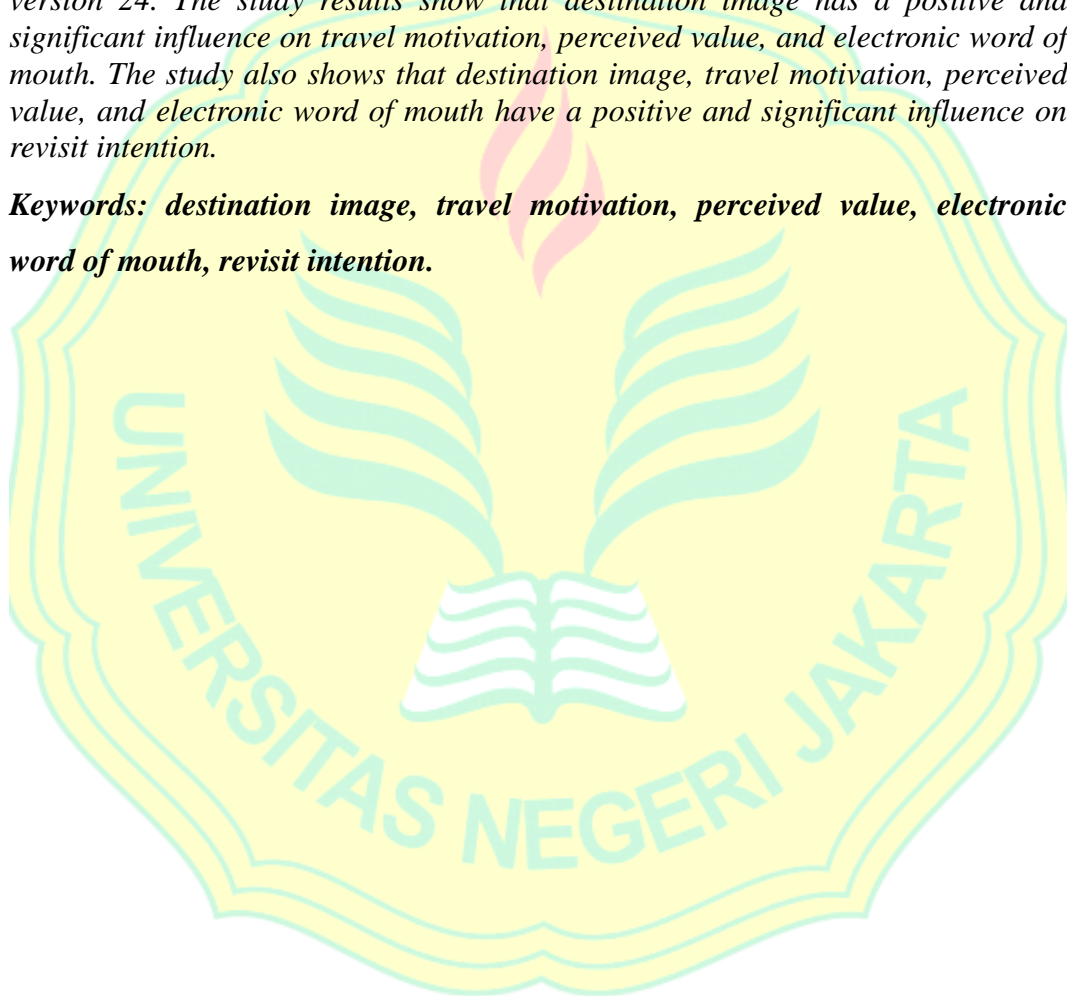 version 24. The study results show that destination image has a positive and
significant influence on travel motivation, perceived value, and electronic word of
mouth. The study also shows that destination image, travel motivation, perceived
value, and electronic word of mouth have a positive and significant influence on
revisit intention.
Keywords: destination image, travel motivation, perceived value, electronic
word of mouth, revisit intention.
UNIVERSITAS NEGERI JAKARTA